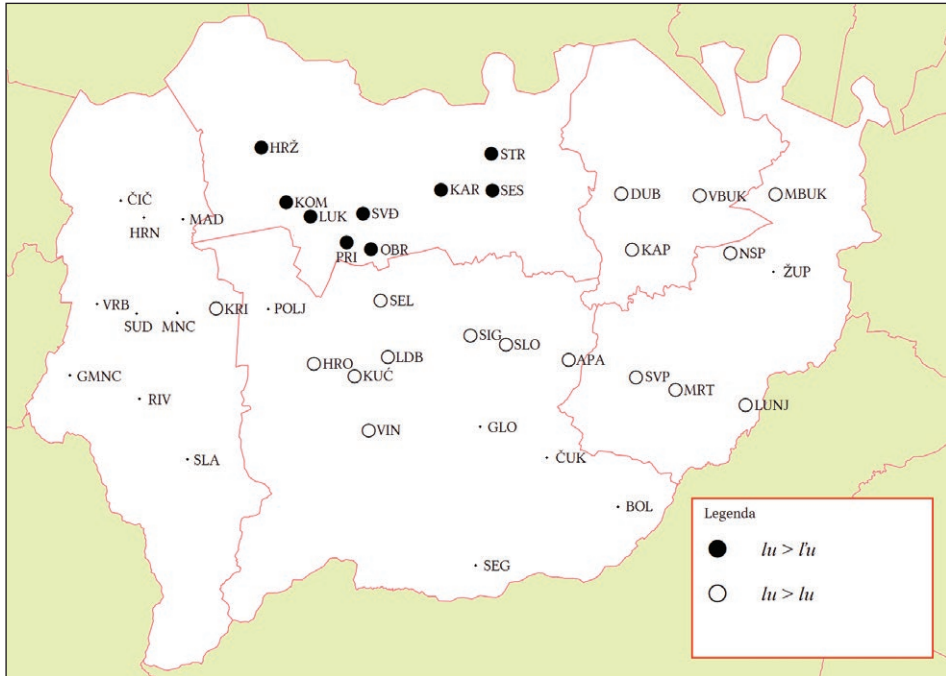 HRŽ
STR
KAR
SES
KOM
LUK
SVĐ
PRI
OBR
ČIČ
HRN
MAD
DUB
VBUK
MBUK
KAP
NSP
ŽUP
VRB
SUD
MNC
KRI
POLJ
SEL
SIG
SLO
HRO
LDB
KUĆ
APA
GMNC
RIV
SVP
MRT
LUNJ
VIN
GLO
ČUK
SLA
BOL
SEG
Legenda
lu > l'u
lu > lu